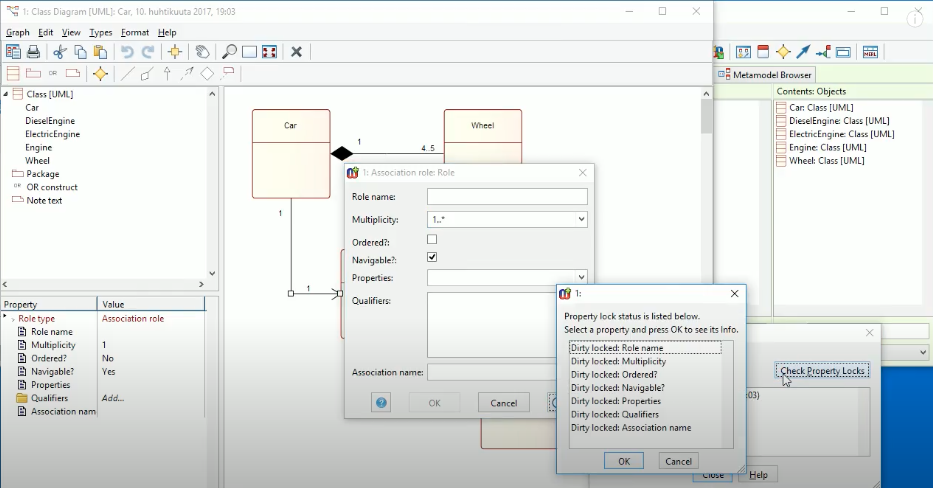 1: Class Diagram [UML]: Car, 10. huhtikuuta 2017, 19:03
Graph Edit View Types Format Help
OR
Class [UML]
Car
DieselEngine
ElectricEngine
Engine
Wheel
Package
OR OR construct
Note text
Property Value
Role type Association role
Role name
Multiplicity 1
Ordered? No
Navigable? Yes
Properties
Qualifiers Add...
Association nam
Car
Wheel
1
4..5
1
1
1: Association role: Role
Role name:
Multiplicity: 1..*
Ordered?:
Navigable?:
Properties:
Qualifiers:
Association name:
OK Cancel
Metamodel Browser
Contents: Objects
Car: Class [UML]
DieselEngine: Class [UML]
ElectricEngine: Class [UML]
Engine: Class [UML]
Wheel: Class [UML]
1:
Property lock status is listed below.
Select a property and press OK to see its Info.
Dirty locked: Role name
Dirty locked: Multiplicity
Dirty locked: Ordered?
Dirty locked: Navigable?
Dirty locked: Properties
Dirty locked: Qualifiers
Dirty locked: Association name
OK Cancel
Check Property Locks
:03)
Close Help